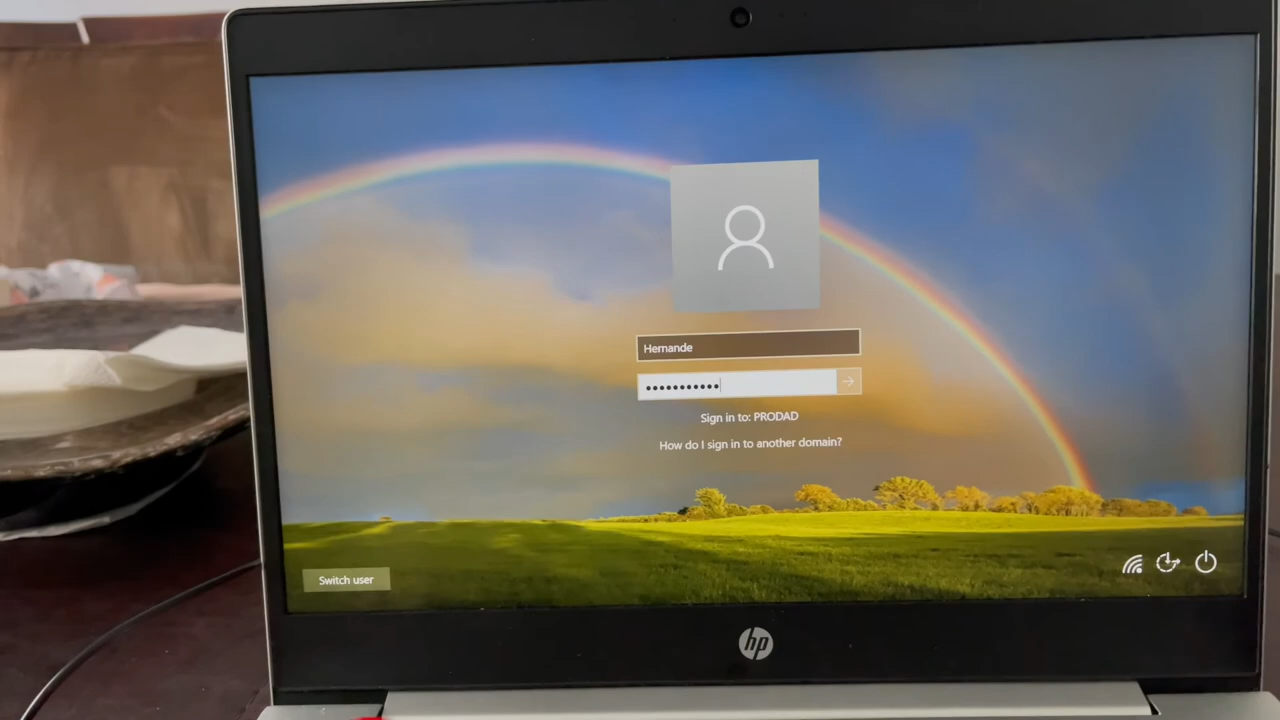 Hernande
Sign in to: PRODAD
How do I sign in to another domain?
Switch user
hp